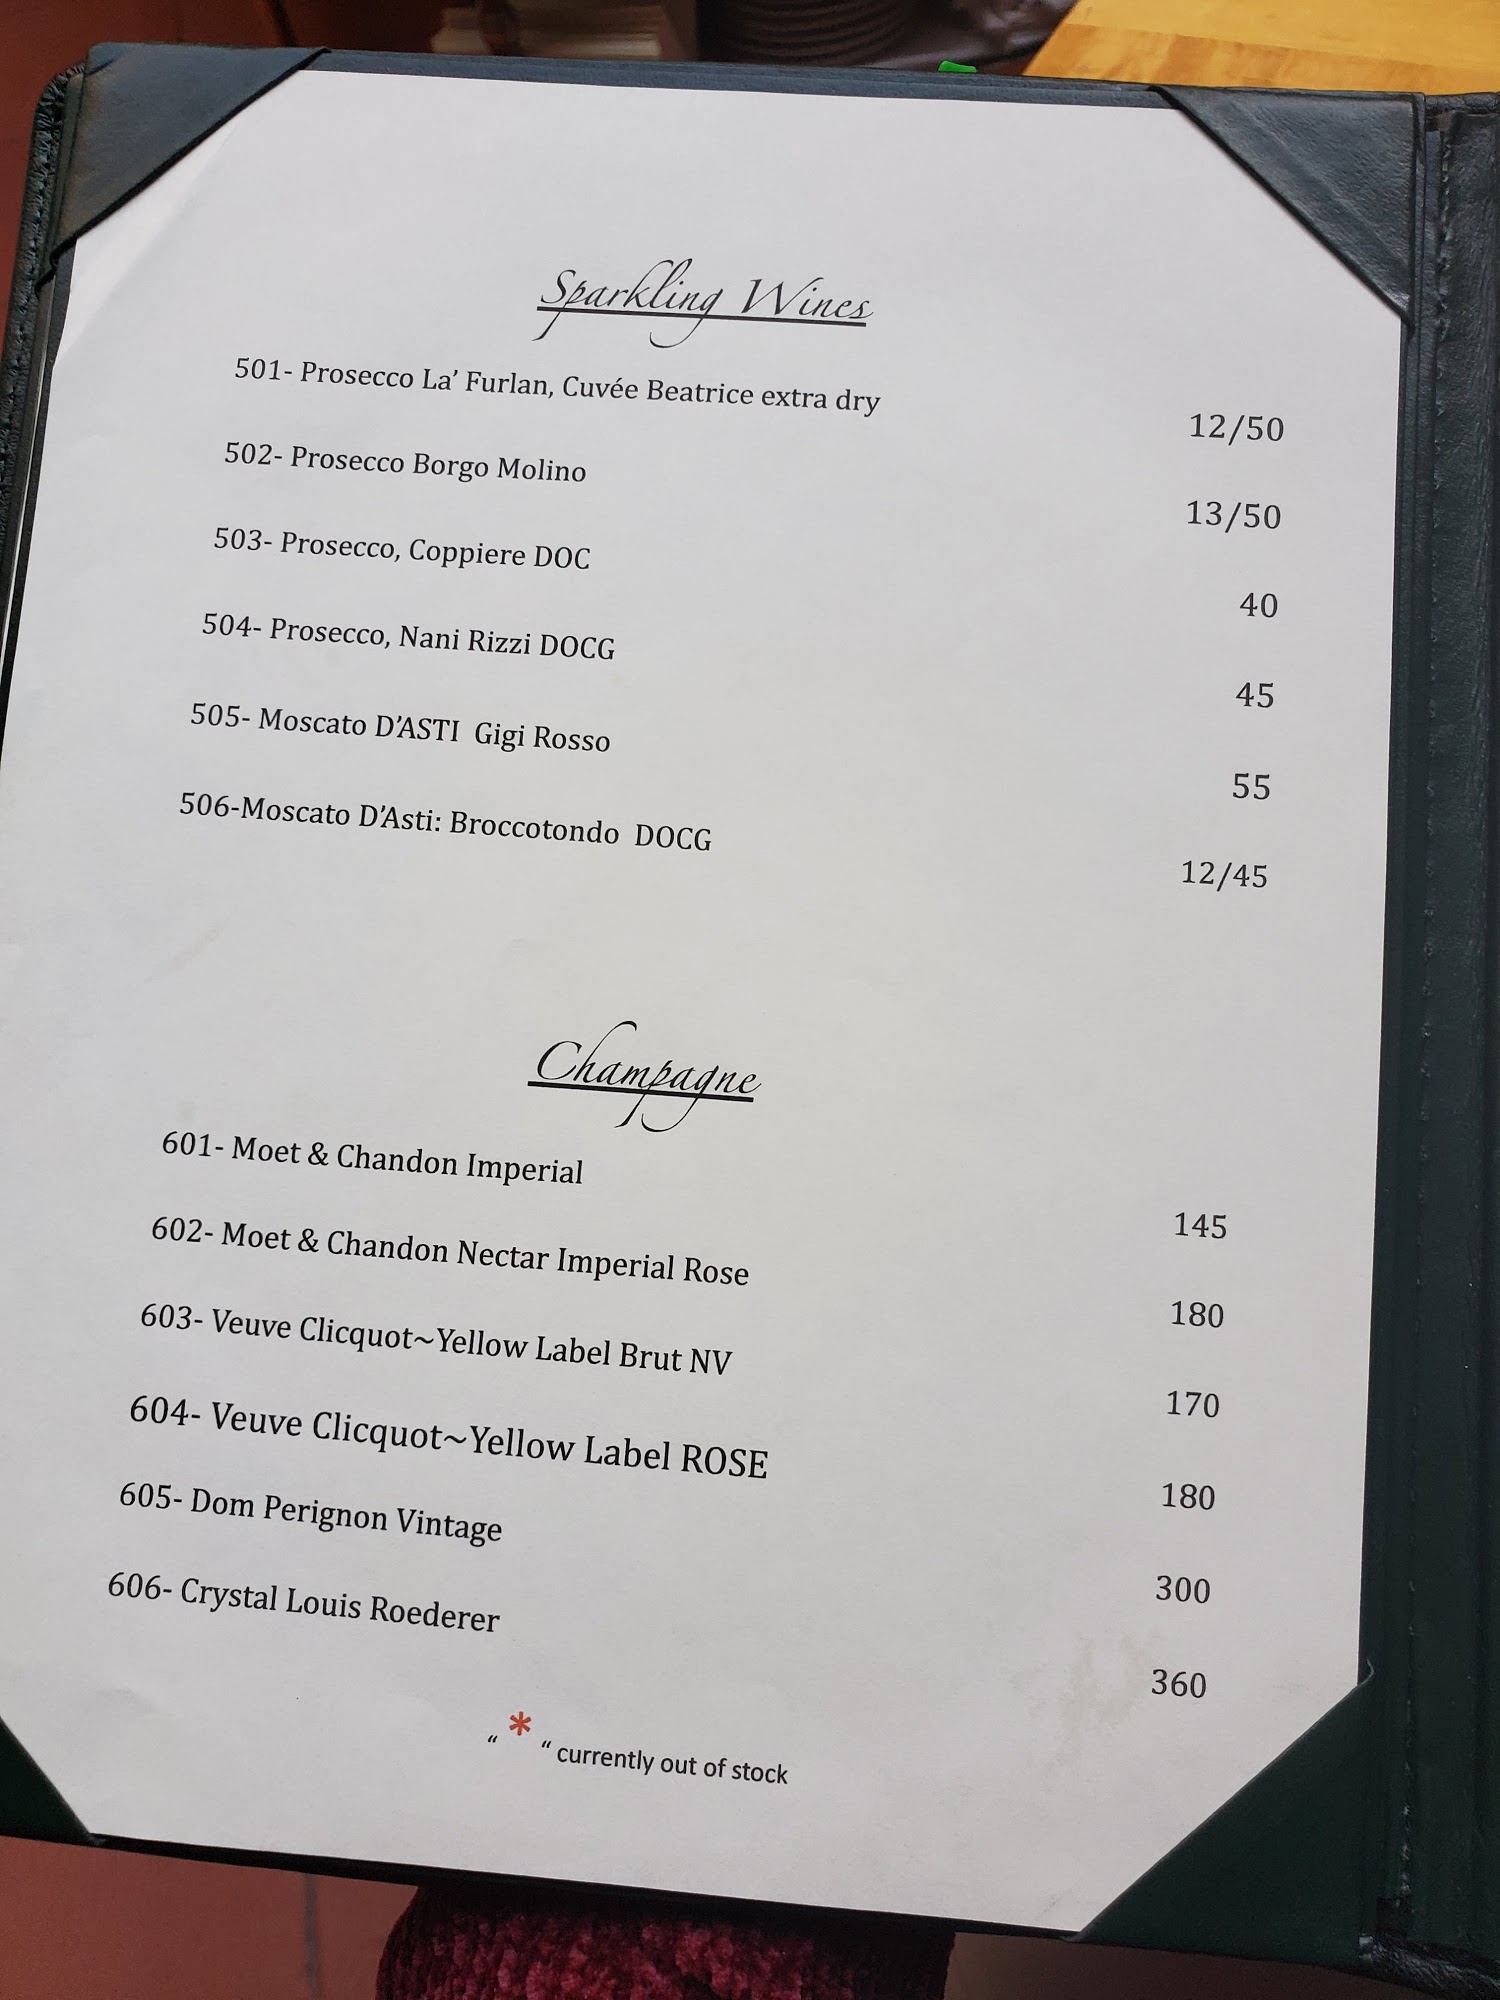 Sparkling Wines
501- Prosecco La’ Furlan, Cuvée Beatrice extra dry 12/50
502- Prosecco Borgo Molino 13/50
503- Prosecco, Coppiere DOC 40
504- Prosecco, Nani Rizzi DOCG 45
505- Moscato D’ASTI Gigi Rosso 55
506-Moscato D’Asti: Broccotondo DOCG 12/45
Champagne
601- Moet & Chandon Imperial 145
602- Moet & Chandon Nectar Imperial Rose 180
603- Veuve Clicquot~Yellow Label Brut NV 170
604- Veuve Clicquot~Yellow Label ROSE 180
605- Dom Perignon Vintage 300
606- Crystal Louis Roederer 360
“ * “ currently out of stock